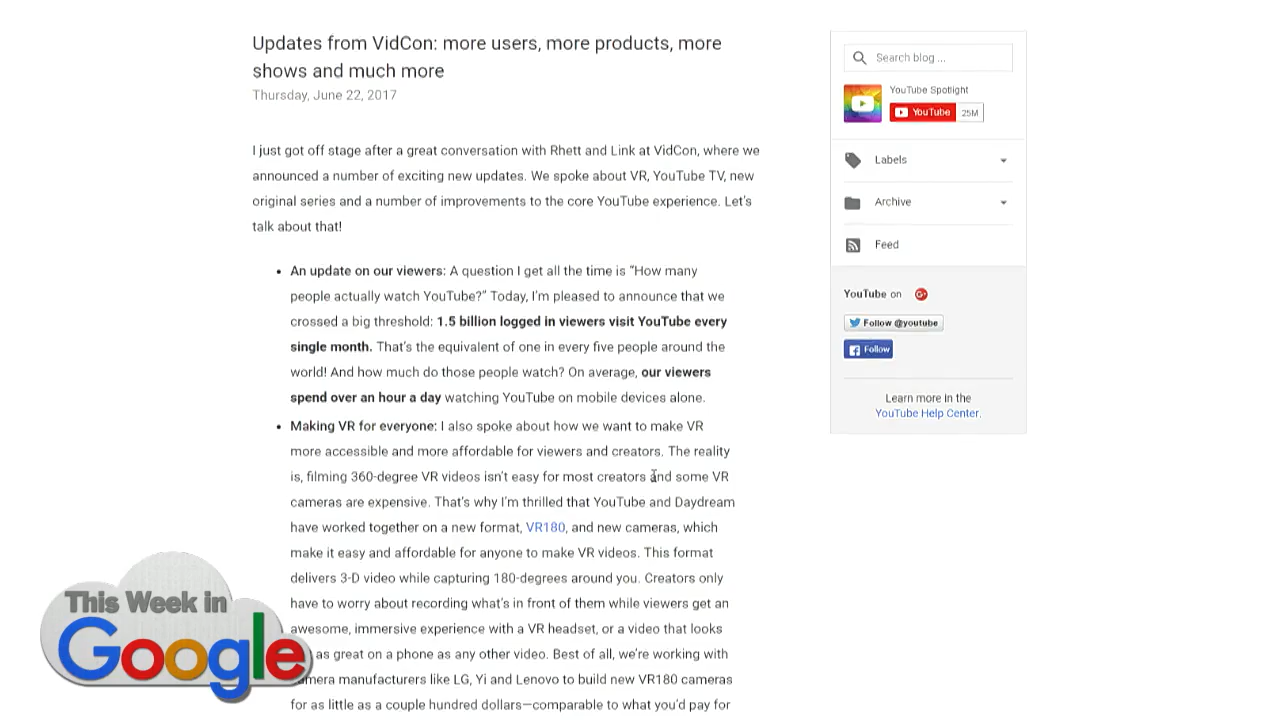 Updates from VidCon: more users, more products, more
shows and much more
Thursday, June 22, 2017
I just got off stage after a great conversation with Rhett and Link at VidCon, where we
announced a number of exciting new updates. We spoke about VR, YouTube TV, new
original series and a number of improvements to the core YouTube experience. Let's
talk about that!
• An update on our viewers: A question I get all the time is “How many
people actually watch YouTube?” Today, I'm pleased to announce that we
crossed a big threshold: 1.5 billion logged in viewers visit YouTube every
single month. That's the equivalent of one in every five people around the
world! And how much do those people watch? On average, our viewers
spend over an hour a day watching YouTube on mobile devices alone.
• Making VR for everyone: I also spoke about how we want to make VR
more accessible and more affordable for viewers and creators. The reality
is, filming 360-degree VR videos isn't easy for most creators and some VR
cameras are expensive. That's why I'm thrilled that YouTube and Daydream
have worked together on a new format, VR180, and new cameras, which
make it easy and affordable for anyone to make VR videos. This format
delivers 3-D video while capturing 180-degrees around you. Creators only
have to worry about recording what's in front of them while viewers get an
awesome, immersive experience with a VR headset, or a video that looks
as great on a phone as any other video. Best of all, we're working with
manufacturers like LG, Yi and Lenovo to build new VR180 cameras
for as little as a couple hundred dollars—comparable to what you'd pay for
Search blog ...
YouTube Spotlight
YouTube 25M
Labels
Archive
Feed
YouTube on G+
Follow @youtube
Follow
Learn more in the
YouTube Help Center.
This Week in
Google